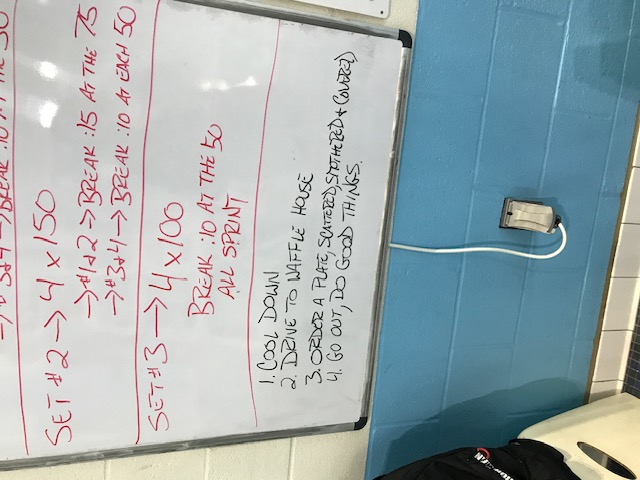 → # 3&4 → BREAK :10 AT THE 50
SET #2 → 4 x 150
→ #1&2 → BREAK :15 AT THE 75
→ #3&4 → BREAK :10 AT EACH 50
SET #3 → 4 x 100
BREAK :10 AT THE 50
ALL SPRINT
1. COOL DOWN
2. DRIVE TO WAFFLE HOUSE
3. ORDER A PLATE, SCATTERED, SMOTHERED & COVERED
4. GO OUT, DO GOOD THINGS.